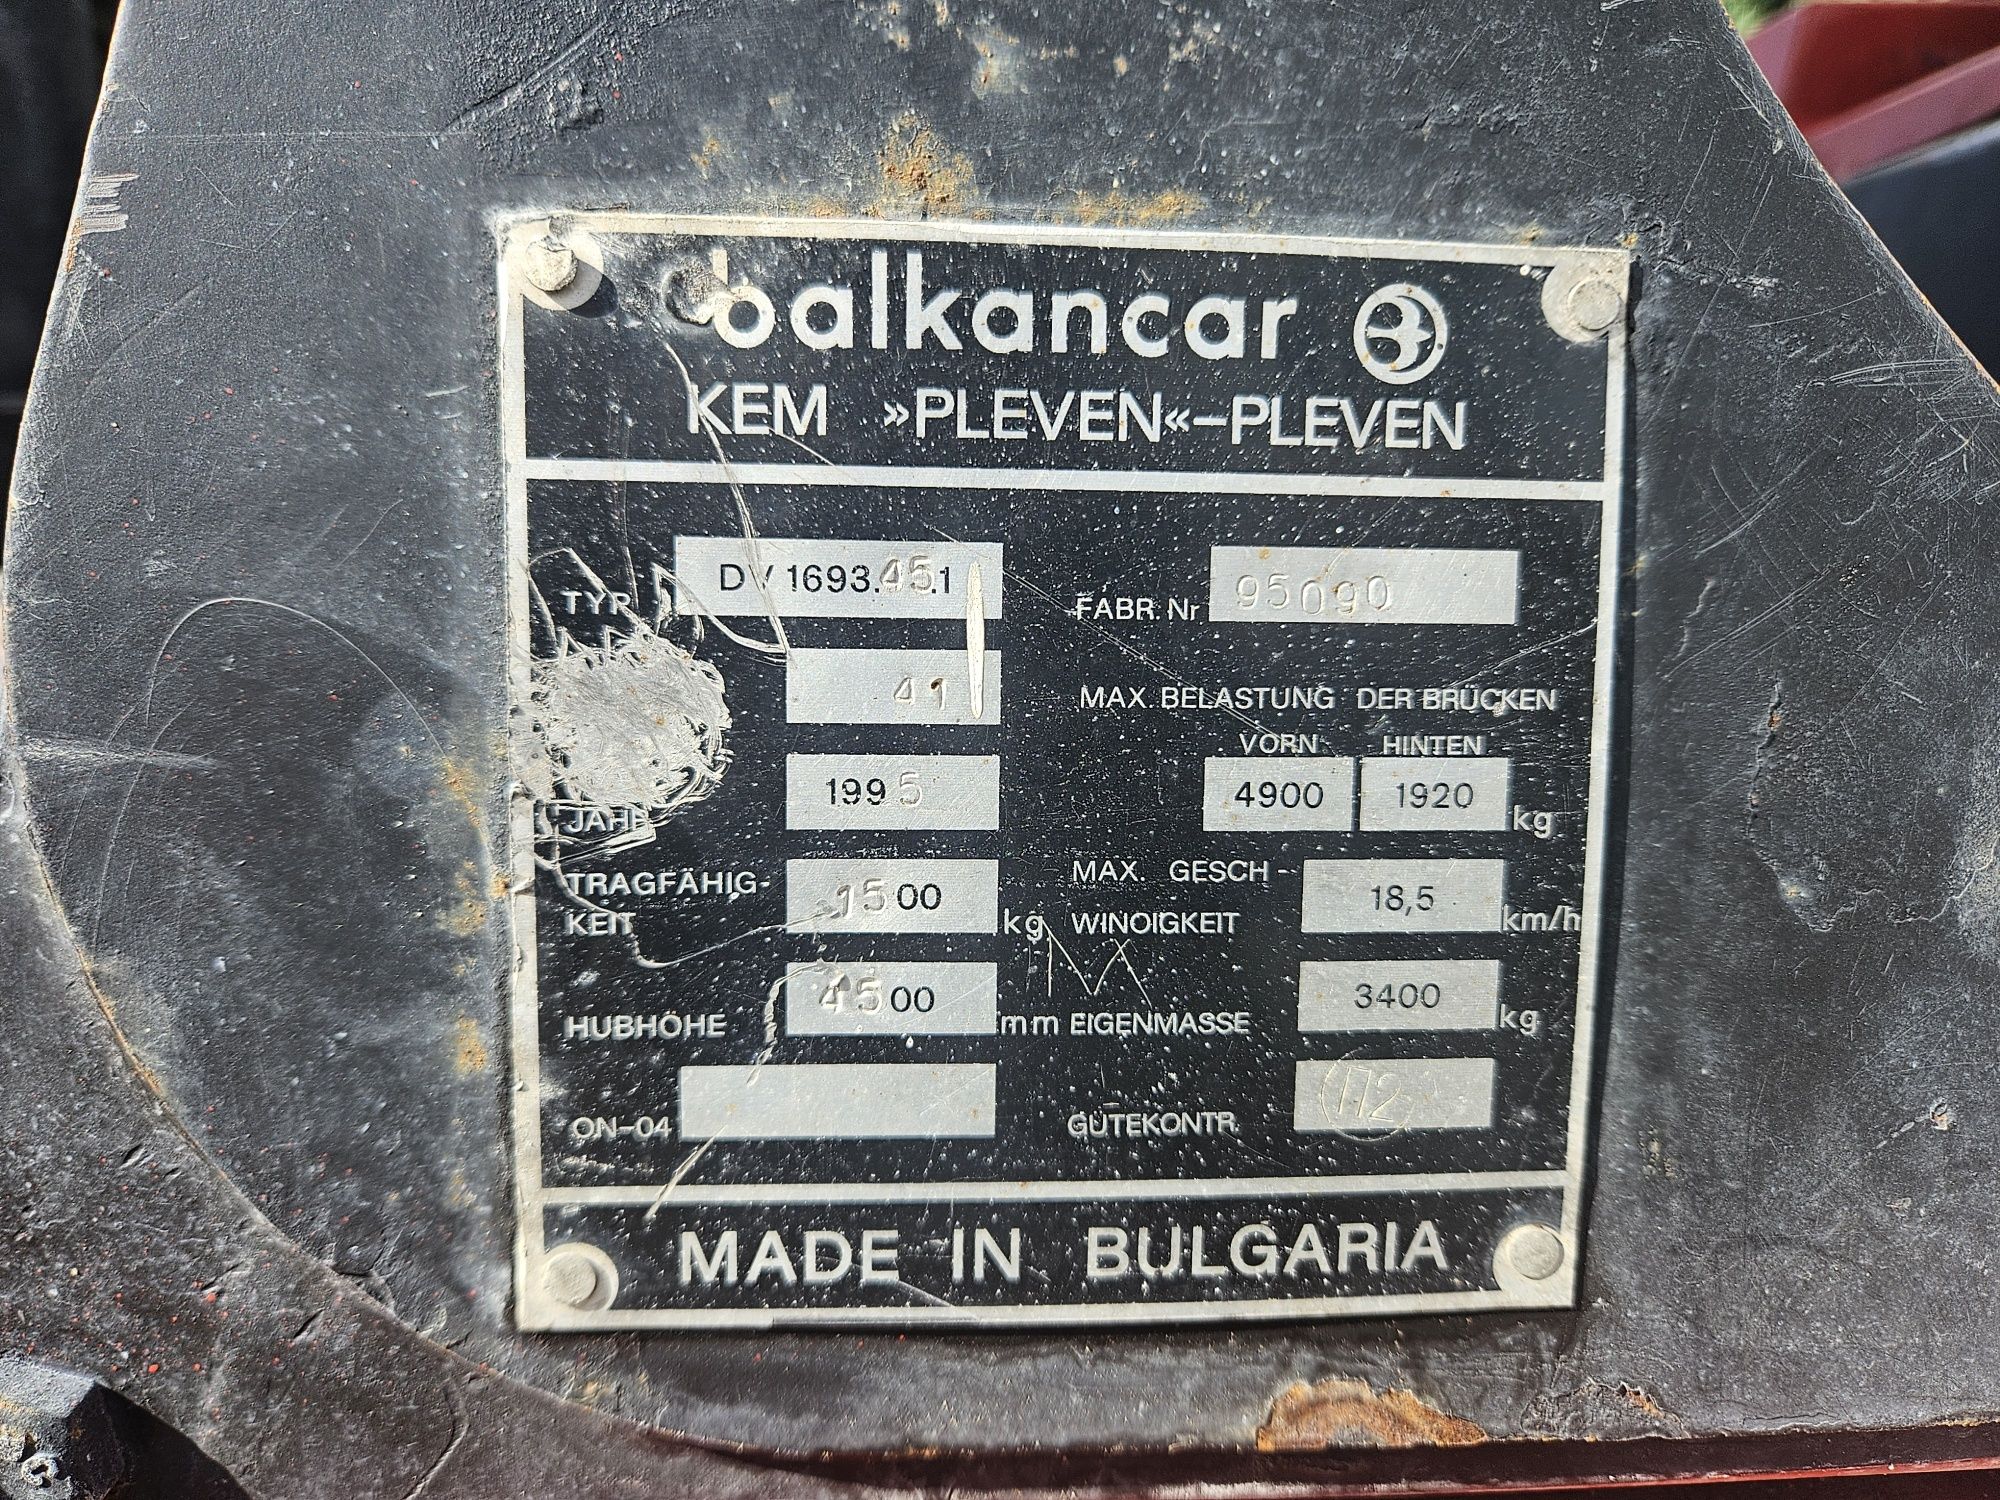 balkancar
KEM »PLEVEN«-PLEVEN
TYP DV 1693.45.1
41
JAHR 1995
TRAGFÄHIG-
KEIT 1500 kg
HUBHÖHE 4500 mm
ON-04
FABR. Nr 95090
MAX. BELASTUNG DER BRÜCKEN
VORN HINTEN
4900 1920 kg
MAX. GESCH-
WINOIGKEIT 18,5 km/h
EIGENMASSE 3400 kg
GÜTEKONTR.
MADE IN BULGARIA